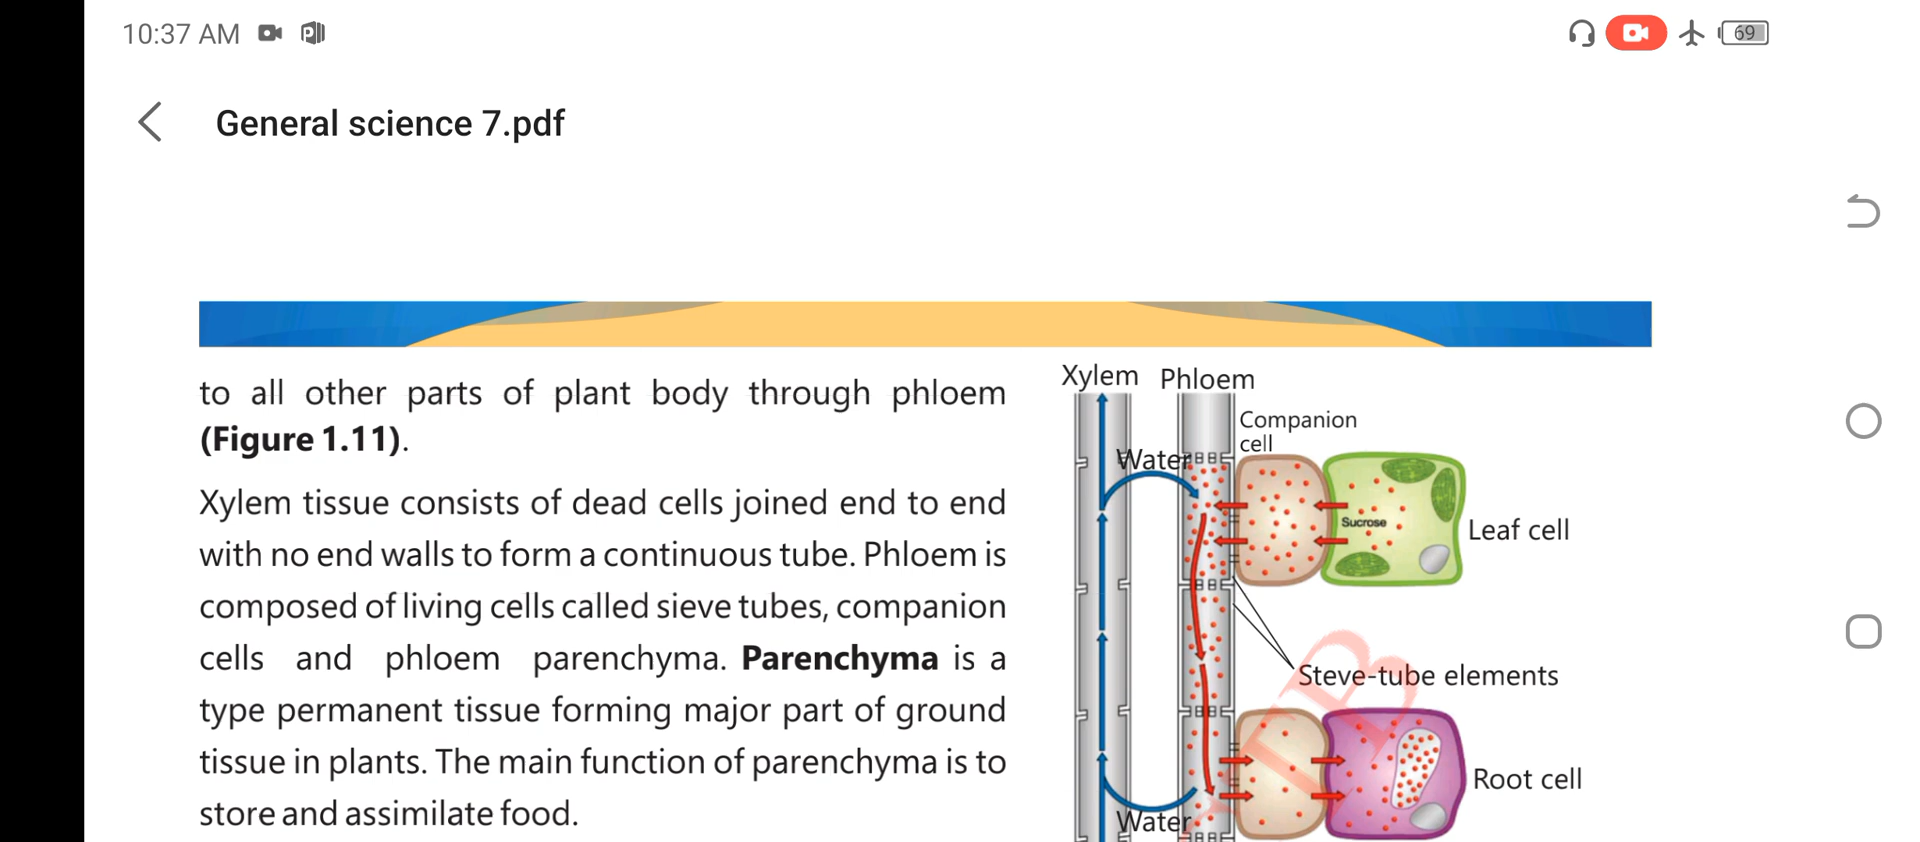 10:37 AM
69
General science 7.pdf
to all other parts of plant body through phloem
(Figure 1.11).
Xylem tissue consists of dead cells joined end to end
with no end walls to form a continuous tube. Phloem is
composed of living cells called sieve tubes, companion
cells and phloem parenchyma. Parenchyma is a
type permanent tissue forming major part of ground
tissue in plants. The main function of parenchyma is to
store and assimilate food.
Xylem Phloem
Companion
cell
Water
Sucrose
Leaf cell
Steve-tube elements
Root cell
Water